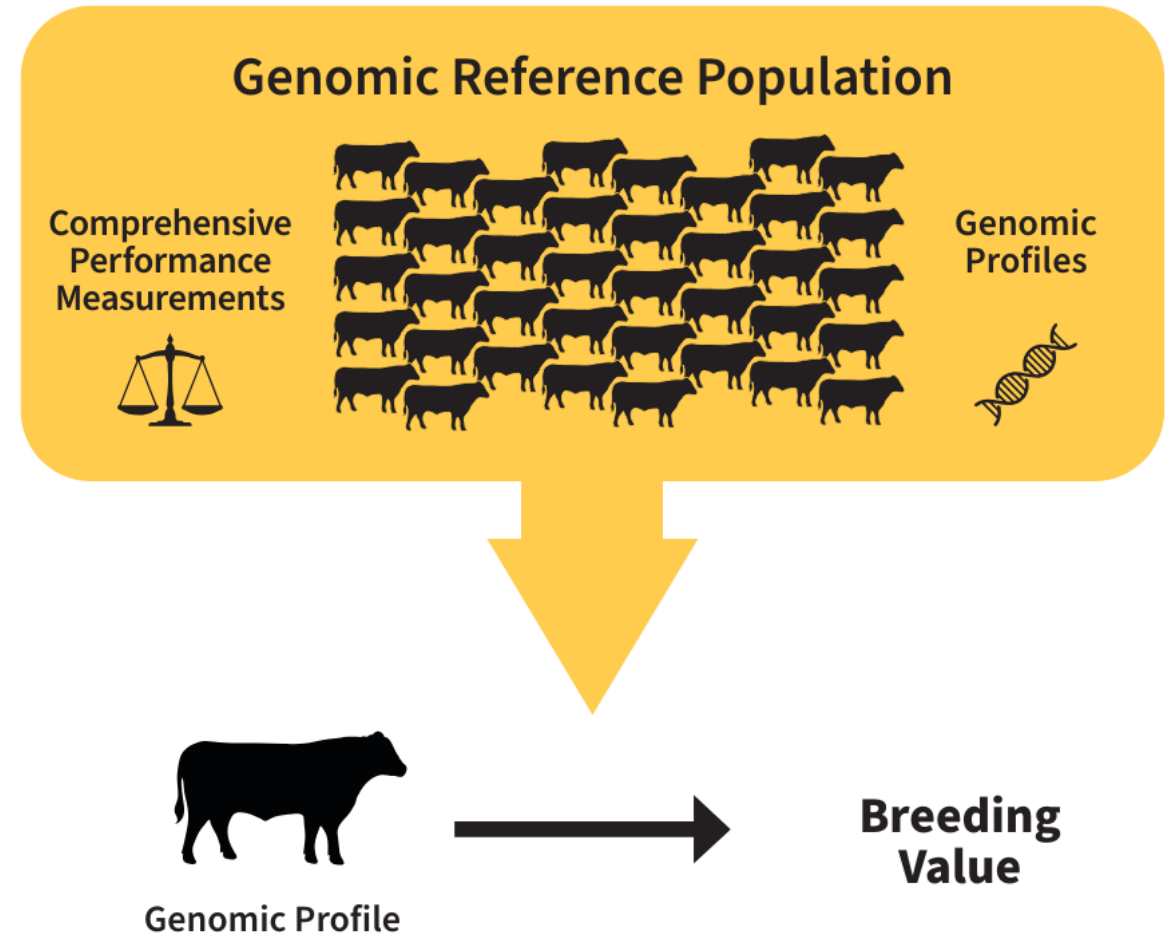 Genomic Reference Population
Comprehensive
Performance
Measurements
Genomic
Profiles
Genomic Profile
Breeding
Value